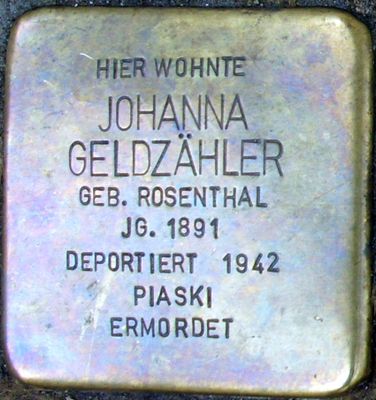 HIER WOHNTE
JOHANNA
GELDZÄHLER
GEB. ROSENTHAL
JG. 1891
DEPORTIERT 1942
PIASKI
ERMORDET